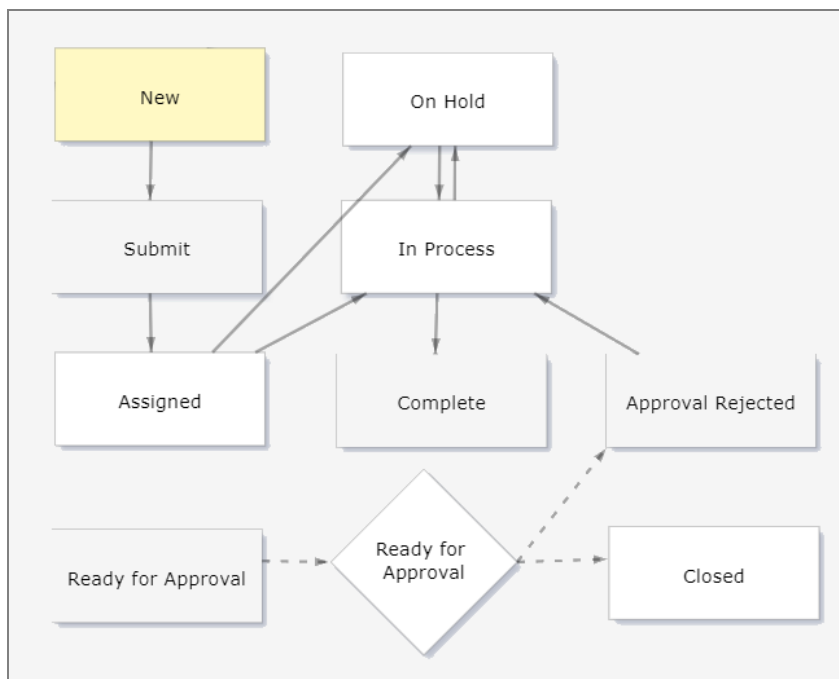 New
On Hold
Submit
In Process
Assigned
Complete
Approval Rejected
Ready for Approval
Ready for
Approval
Closed